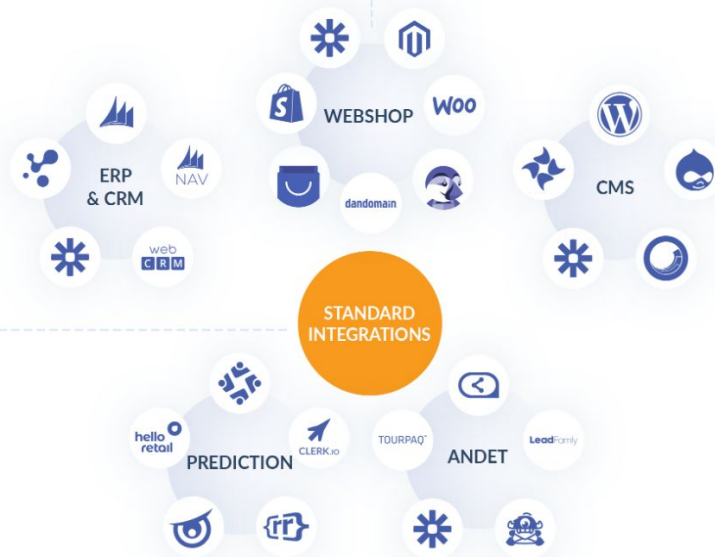 WEBSHOP
WOO
dandomain
ERP
& CRM
NAV
web
CRM
CMS
STANDARD
INTEGRATIONS
PREDICTION
hello
retail
CLERK.IO
{rr}
ANDET
TOURPAQ
LeadFamly